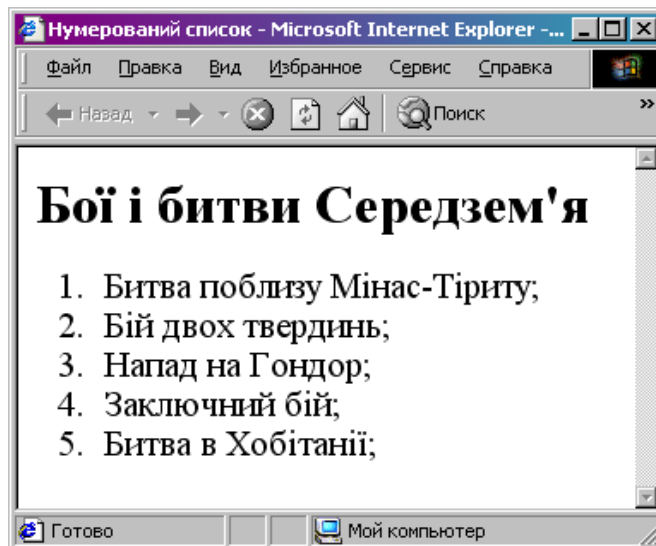 Нумерований список - Microsoft Internet Explorer -...
Файл Правка Вид Избранное Сервис Справка
Назад Поиск »
Бої і битви Середзем'я
1. Битва поблизу Мінас-Тіриту;
2. Бій двох твердинь;
3. Напад на Гондор;
4. Заключний бій;
5. Битва в Хобітанії;
Готово Мой компьютер